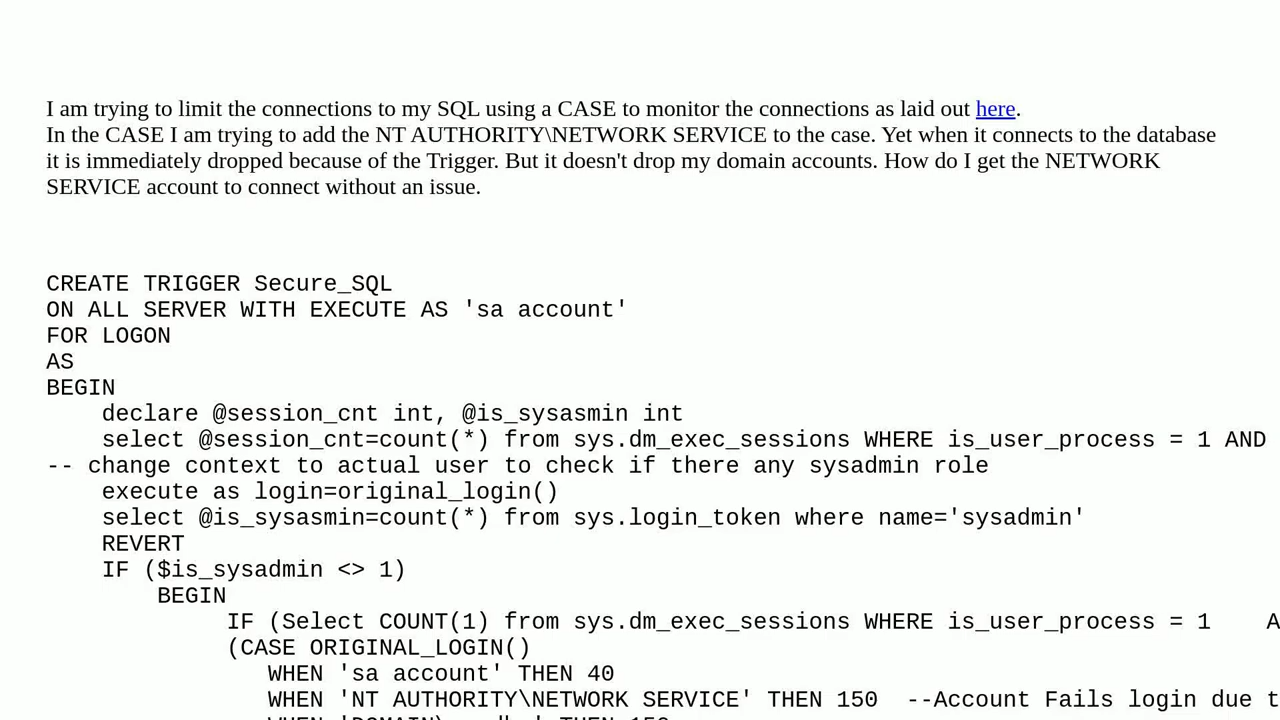 I am trying to limit the connections to my SQL using a CASE to monitor the connections as laid out here.
In the CASE I am trying to add the NT AUTHORITY\NETWORK SERVICE to the case. Yet when it connects to the database
it is immediately dropped because of the Trigger. But it doesn't drop my domain accounts. How do I get the NETWORK
SERVICE account to connect without an issue.
CREATE TRIGGER Secure_SQL
ON ALL SERVER WITH EXECUTE AS 'sa account'
FOR LOGON
AS
BEGIN
declare @session_cnt int, @is_sysasmin int
select @session_cnt=count(*) from sys.dm_exec_sessions WHERE is_user_process = 1 AND
-- change context to actual user to check if there any sysadmin role
execute as login=original_login()
select @is_sysasmin=count(*) from sys.login_token where name='sysadmin'
REVERT
IF ($is_sysadmin <> 1)
BEGIN
IF (Select COUNT(1) from sys.dm_exec_sessions WHERE is_user_process = 1
(CASE ORIGINAL_LOGIN()
WHEN 'sa account' THEN 40
WHEN 'NT AUTHORITY\NETWORK SERVICE' THEN 150 --Account Fails login due